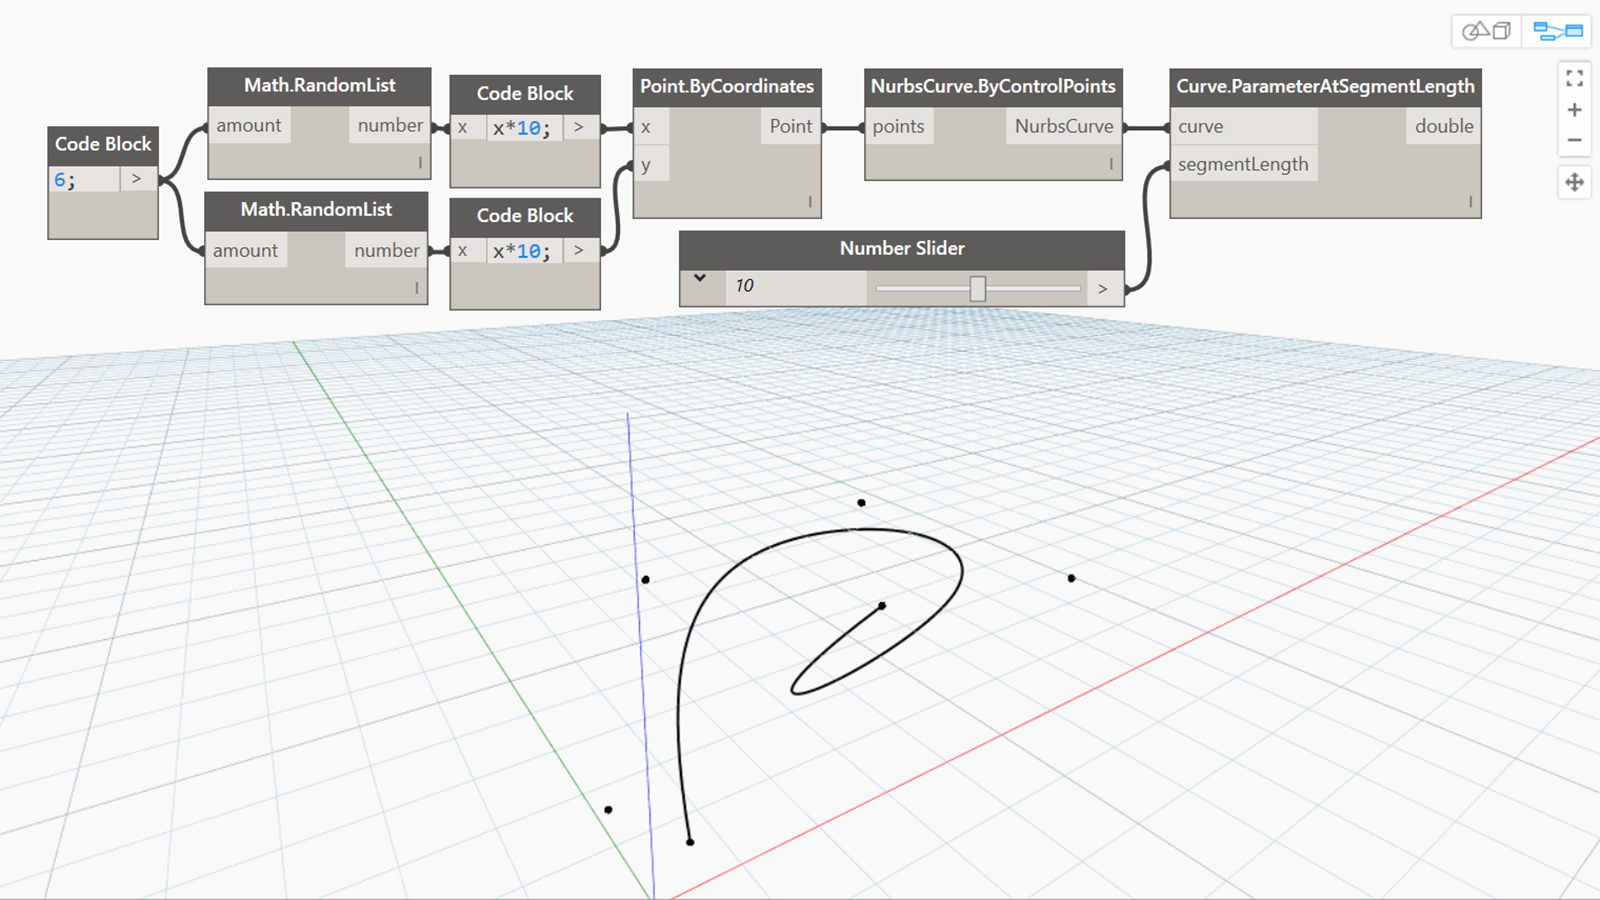 Code Block
6; >
Math.RandomList
amount number
l
Math.RandomList
amount number
l
Code Block
x x*10; >
Code Block
x x*10; >
Point.ByCoordinates
x Point
y
l
NurbsCurve.ByControlPoints
points NurbsCurve
l
Number Slider
10 >
Curve.ParameterAtSegmentLength
curve double
segmentLength
l